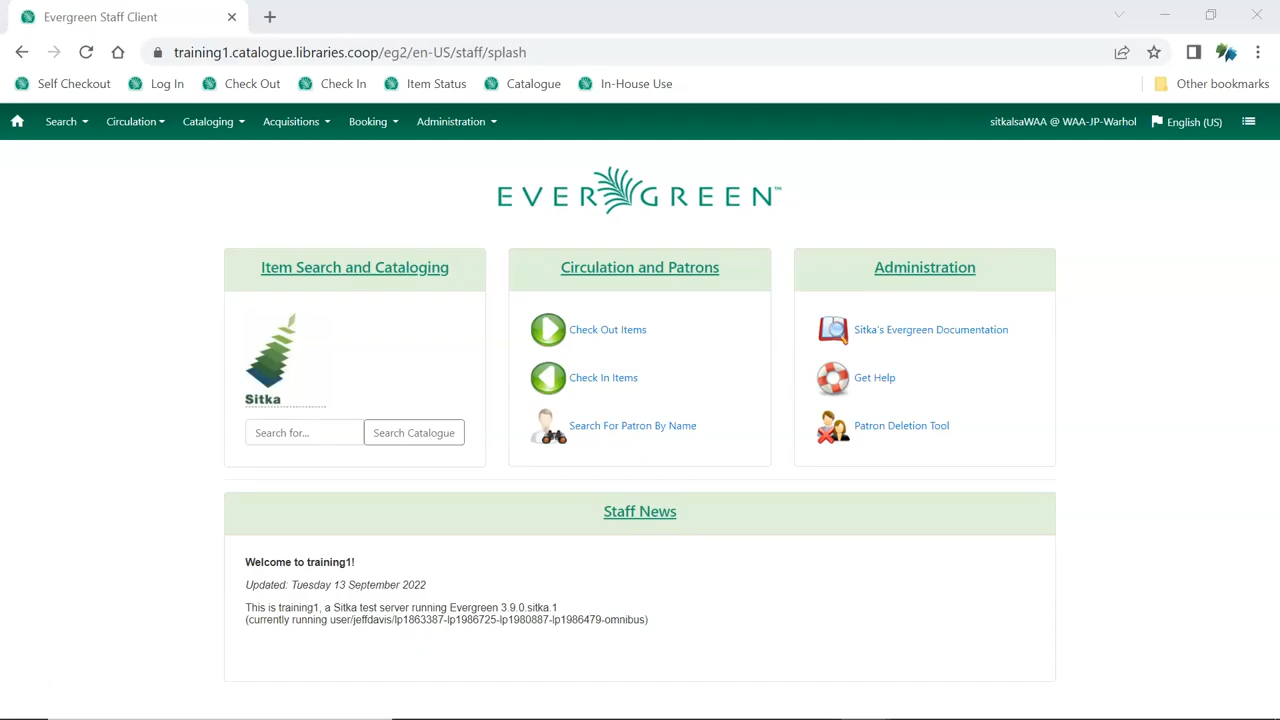 Evergreen Staff Client
training1.catalogue.libraries.coop/eg2/en-US/staff/splash
Self Checkout Log In Check Out Check In Item Status Catalogue In-House Use Other bookmarks
Search Circulation Cataloging Acquisitions Booking Administration sitkalsaWAA @ WAA-JP-Warhol English (US)
EVERGREEN™
Item Search and Cataloging
Sitka
Search for... Search Catalogue
Circulation and Patrons
Check Out Items
Check In Items
Search For Patron By Name
Administration
Sitka's Evergreen Documentation
Get Help
Patron Deletion Tool
Staff News
Welcome to training1!
Updated: Tuesday 13 September 2022
This is training1, a Sitka test server running Evergreen 3.9.0.sitka.1
(currently running user/jeffdavis/lp1863387-lp1986725-lp1980887-lp1986479-omnibus)